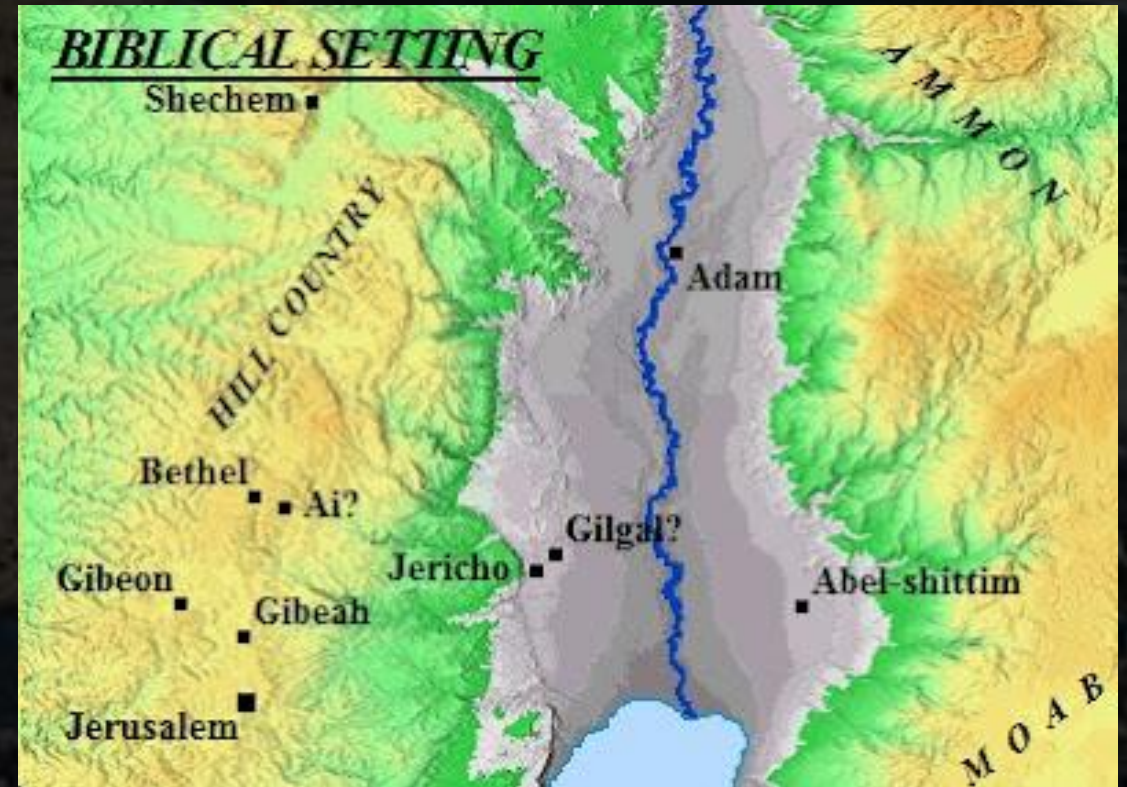 BIBLICAL SETTING
Shechem
AMMON
HILL COUNTRY
Adam
Bethel
Ai?
Gilgal?
Jericho
Abel-shittim
Gibeon
Gibeah
Jerusalem
MOAB